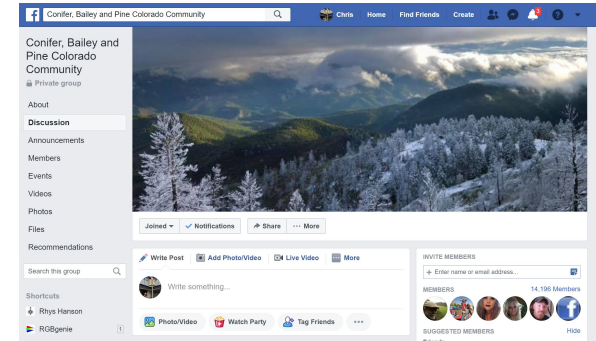 Conifer, Bailey and Pine Colorado Community
Chris Home Find Friends Create 3
Conifer, Bailey and
Pine Colorado
Community
Private group
About
Discussion
Announcements
Members
Events
Videos
Photos
Files
Recommendations
Search this group
Shortcuts
Rhys Hanson
RGBgenie 1
Joined Notifications Share ··· More
Write Post Add Photo/Video Live Video More
Write something...
Photo/Video Watch Party Tag Friends ···
INVITE MEMBERS
+ Enter name or email address...
MEMBERS 14,196 Members
SUGGESTED MEMBERS Hide